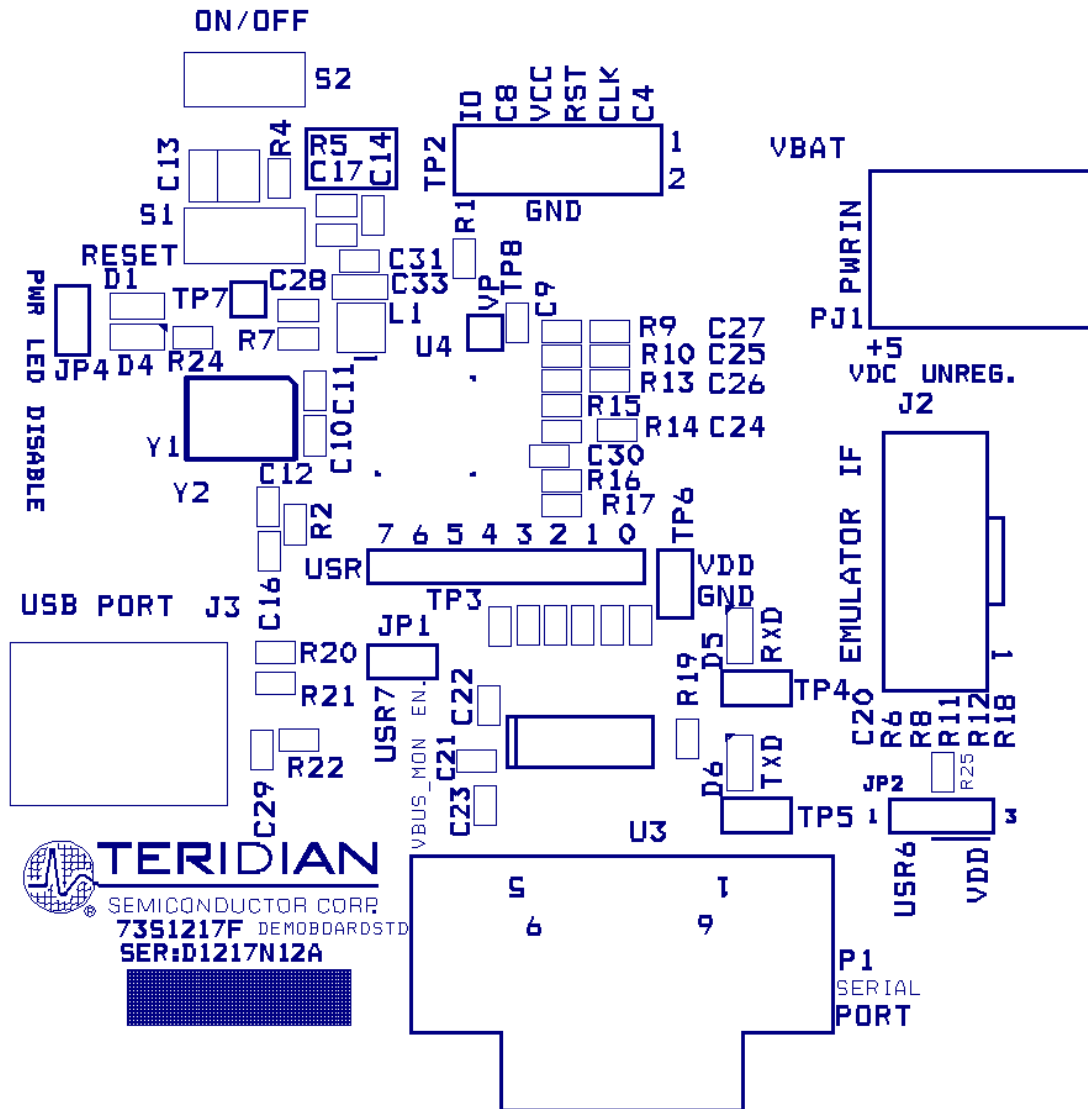 ON/OFF
S2
IO
C8
VCC
RST
CLK
C4
TP2
1
2
GND
VBAT
C13
R4
R5
C17
C14
S1
RESET
R1
C31
C33
PWRIN
PJ1
+5
VDC UNREG.
J2
D1
TP7
C28
L1
VP
TP8
C9
U4
R7
PWR LED DISABLE
JP4
D4
R24
R9 C27
R10 C25
R13 C26
R15
R14 C24
C30
R16
R17
C11
C10
Y1
Y2
C12
R2
C16
7 6 5 4 3 2 1 0
USR
TP3
TP6
VDD
GND
EMULATOR IF
1
USB PORT J3
JP1
R20
R21
R22
C29
USR7
VBUS_MON EN.
C22
C21
C23
R19
D5
RXD
TP4
D6
TXD
TP5
U3
C20
R6
R8
R11
R12
R18
R25
JP2
1 3
USR6
VDD
TERIDIAN
®
SEMICONDUCTOR CORP.
73S1217F DEMOBOARDSTD
SER:D1217N12A
5 1
9 6
P1
SERIAL
PORT